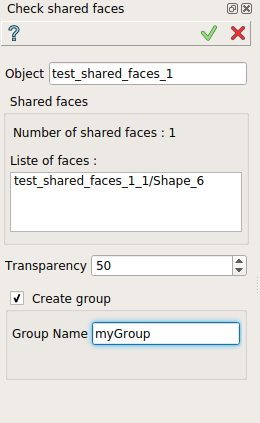 Check shared faces
?
Object test_shared_faces_1
Shared faces
Number of shared faces : 1
Liste of faces :
test_shared_faces_1_1/Shape_6
Transparency 50
Create group
Group Name myGroup